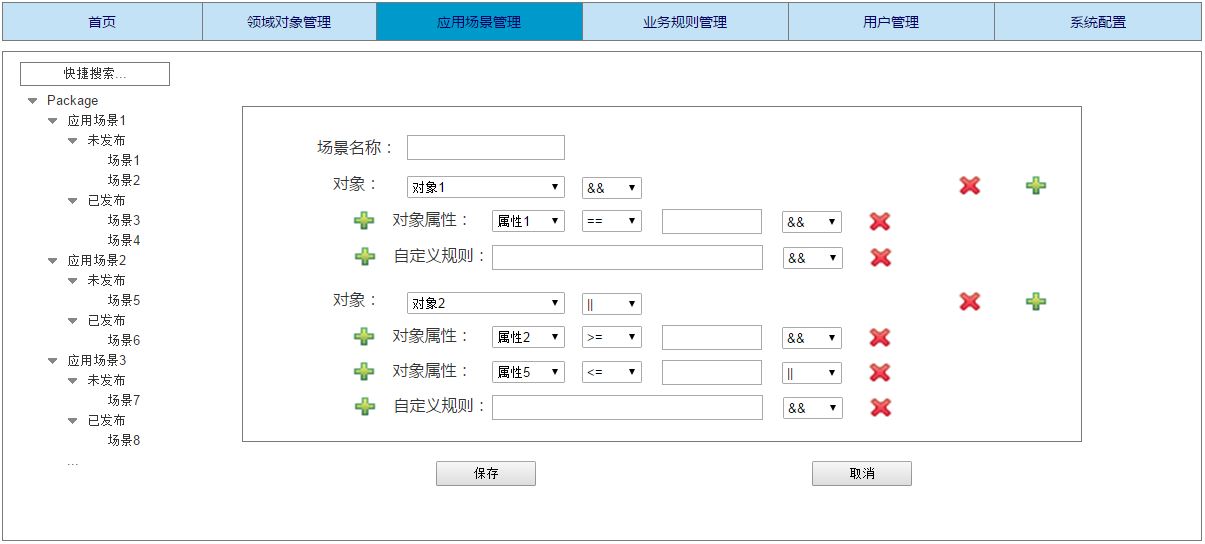 首页 领域对象管理 应用场景管理 业务规则管理 用户管理 系统配置
快捷搜索...
Package
应用场景1
未发布
场景1
场景2
已发布
场景3
场景4
应用场景2
未发布
场景5
已发布
场景6
应用场景3
未发布
场景7
已发布
场景8
...
场景名称：
对象： 对象1 &&
对象属性： 属性1 == &&
自定义规则： &&
对象： 对象2 ||
对象属性： 属性2 >= &&
对象属性： 属性5 <= ||
自定义规则： &&
保存 取消